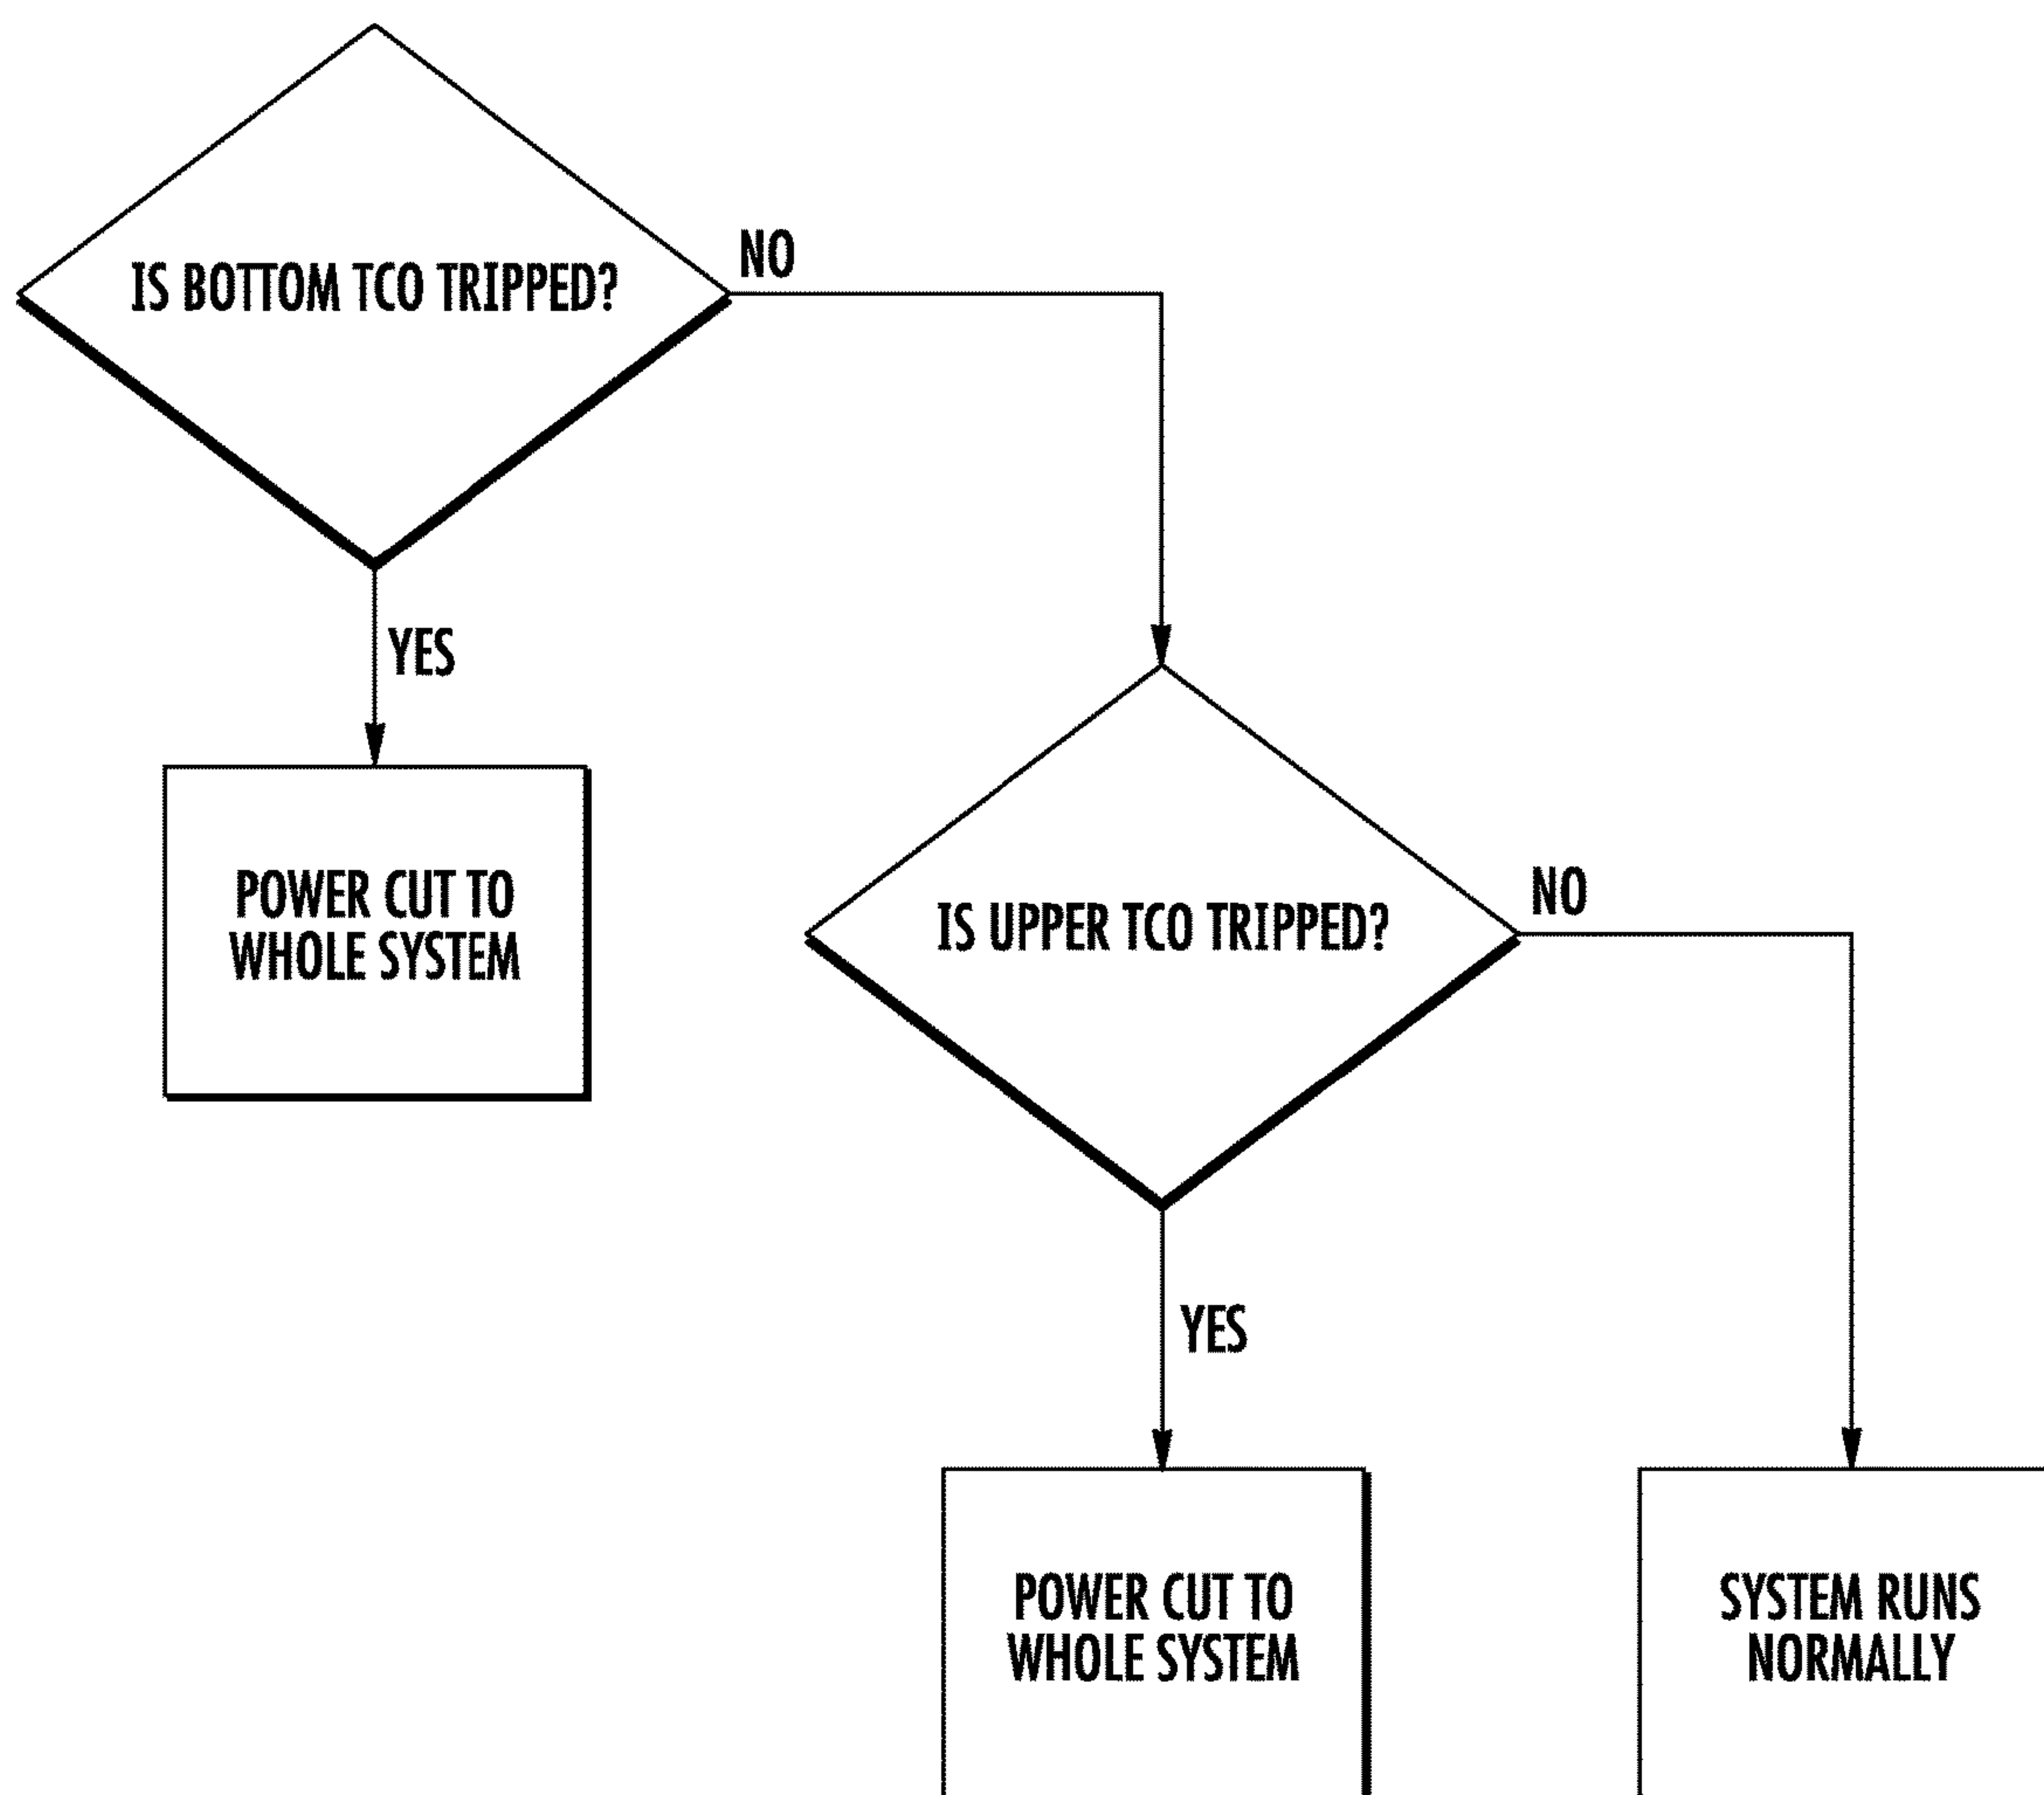 IS BOTTOM TCO TRIPPED?
NO
YES
POWER CUT TO
WHOLE SYSTEM
IS UPPER TCO TRIPPED?
NO
YES
POWER CUT TO
WHOLE SYSTEM
SYSTEM RUNS
NORMALLY